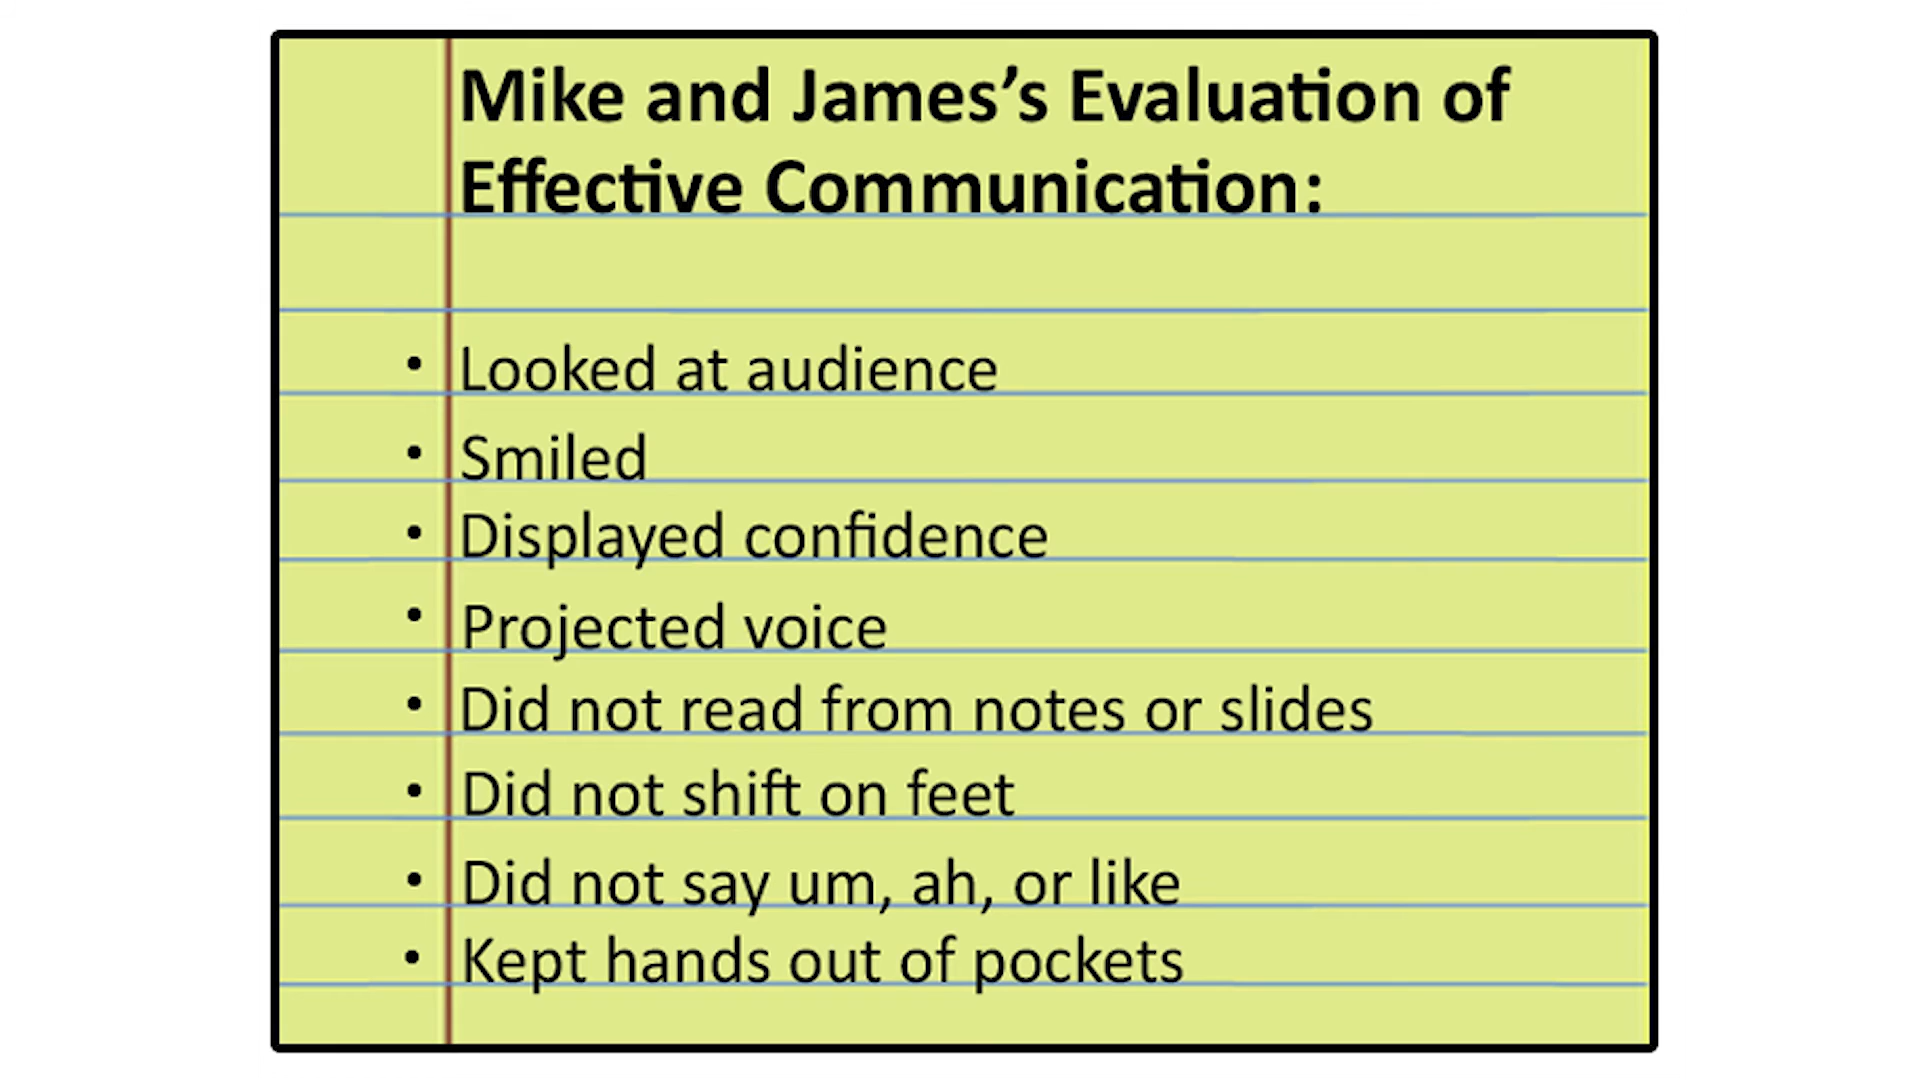 Mike and James’s Evaluation of
Effective Communication:
• Looked at audience
• Smiled
• Displayed confidence
• Projected voice
• Did not read from notes or slides
• Did not shift on feet
• Did not say um, ah, or like
• Kept hands out of pockets